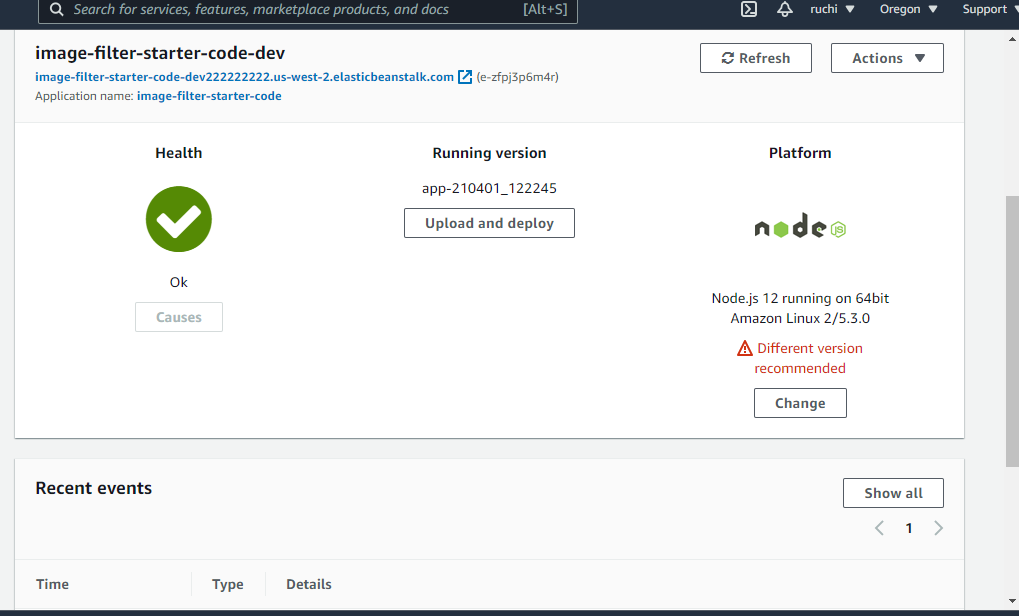 Search for services, features, marketplace products, and docs [Alt+S] ruchi Oregon Support
image-filter-starter-code-dev
Refresh Actions
image-filter-starter-code-dev222222222.us-west-2.elasticbeanstalk.com (e-zfpj3p6m4r)
Application name: image-filter-starter-code
Health
Ok
Causes
Running version
app-210401_122245
Upload and deploy
Platform
node JS
Node.js 12 running on 64bit
Amazon Linux 2/5.3.0
Different version
recommended
Change
Recent events
Show all
1
Time Type Details